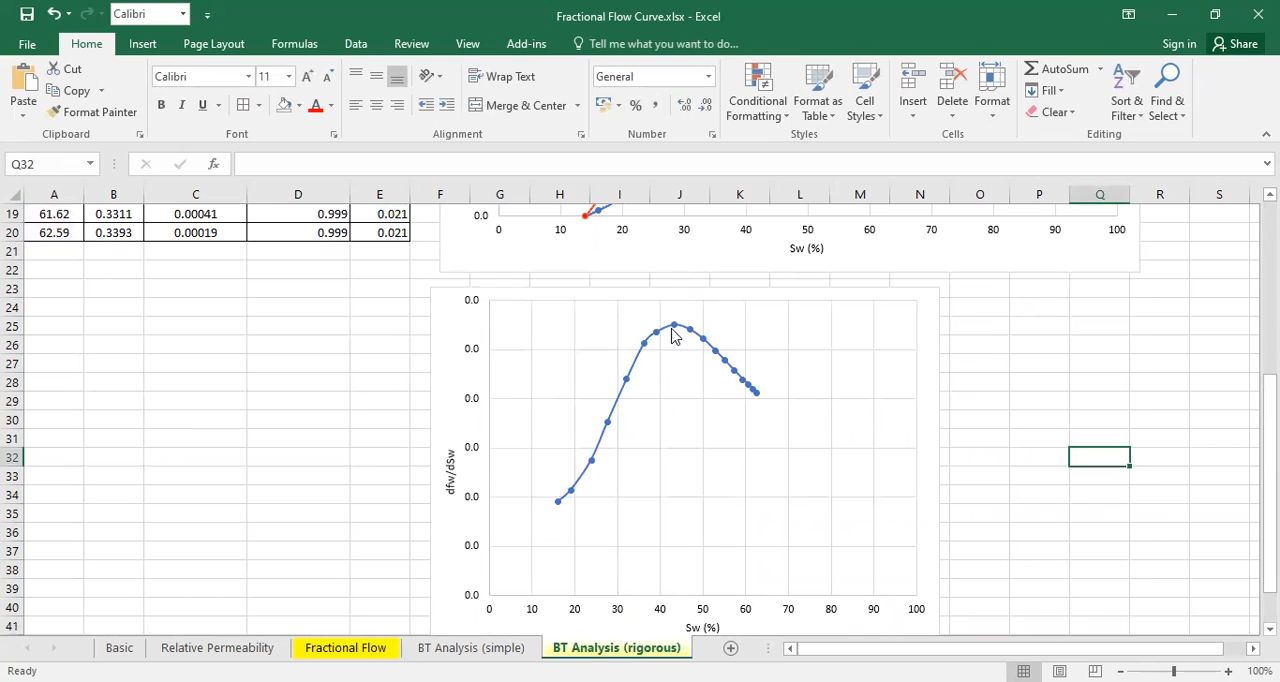 Calibri
Fractional Flow Curve.xlsx - Excel
File Home Insert Page Layout Formulas Data Review View Add-ins Tell me what you want to do... Sign in Share
Paste
Cut
Copy
Format Painter
Clipboard
Calibri 11
B I U
Font
Wrap Text
Merge & Center
Alignment
General
% ,
Number
Conditional Formatting
Format as Table
Cell Styles
Styles
Insert Delete Format
Cells
AutoSum
Fill
Clear
Sort & Filter
Find & Select
Editing
Q32 fx
A B C D E F G H I J K L M N O P Q R S
19 61.62 0.3311 0.00041 0.999 0.021
20 62.59 0.3393 0.00019 0.999 0.021
21
22
23
24
25
26
27
28
29
30
31
32
33
34
35
36
37
38
39
40
41
0.0
0 10 20 30 40 50 60 70 80 90 100
Sw (%)
0.0
0.0
0.0
0.0
0.0
0.0
0.0
dfw/dSw
0 10 20 30 40 50 60 70 80 90 100
Sw (%)
Basic Relative Permeability Fractional Flow BT Analysis (simple) BT Analysis (rigorous)
Ready 100%